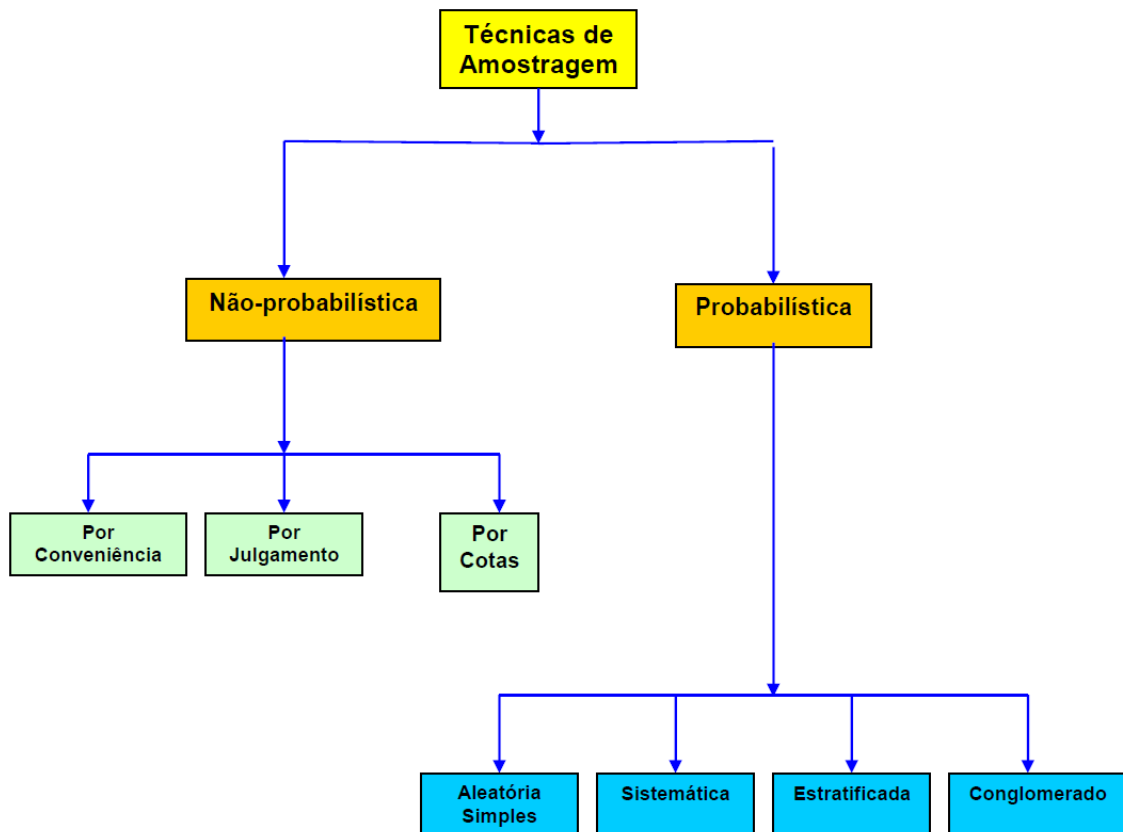 Técnicas de
Amostragem
Não-probabilística
Probabilística
Por
Conveniência
Por
Julgamento
Por
Cotas
Aleatória
Simples
Sistemática
Estratificada
Conglomerado